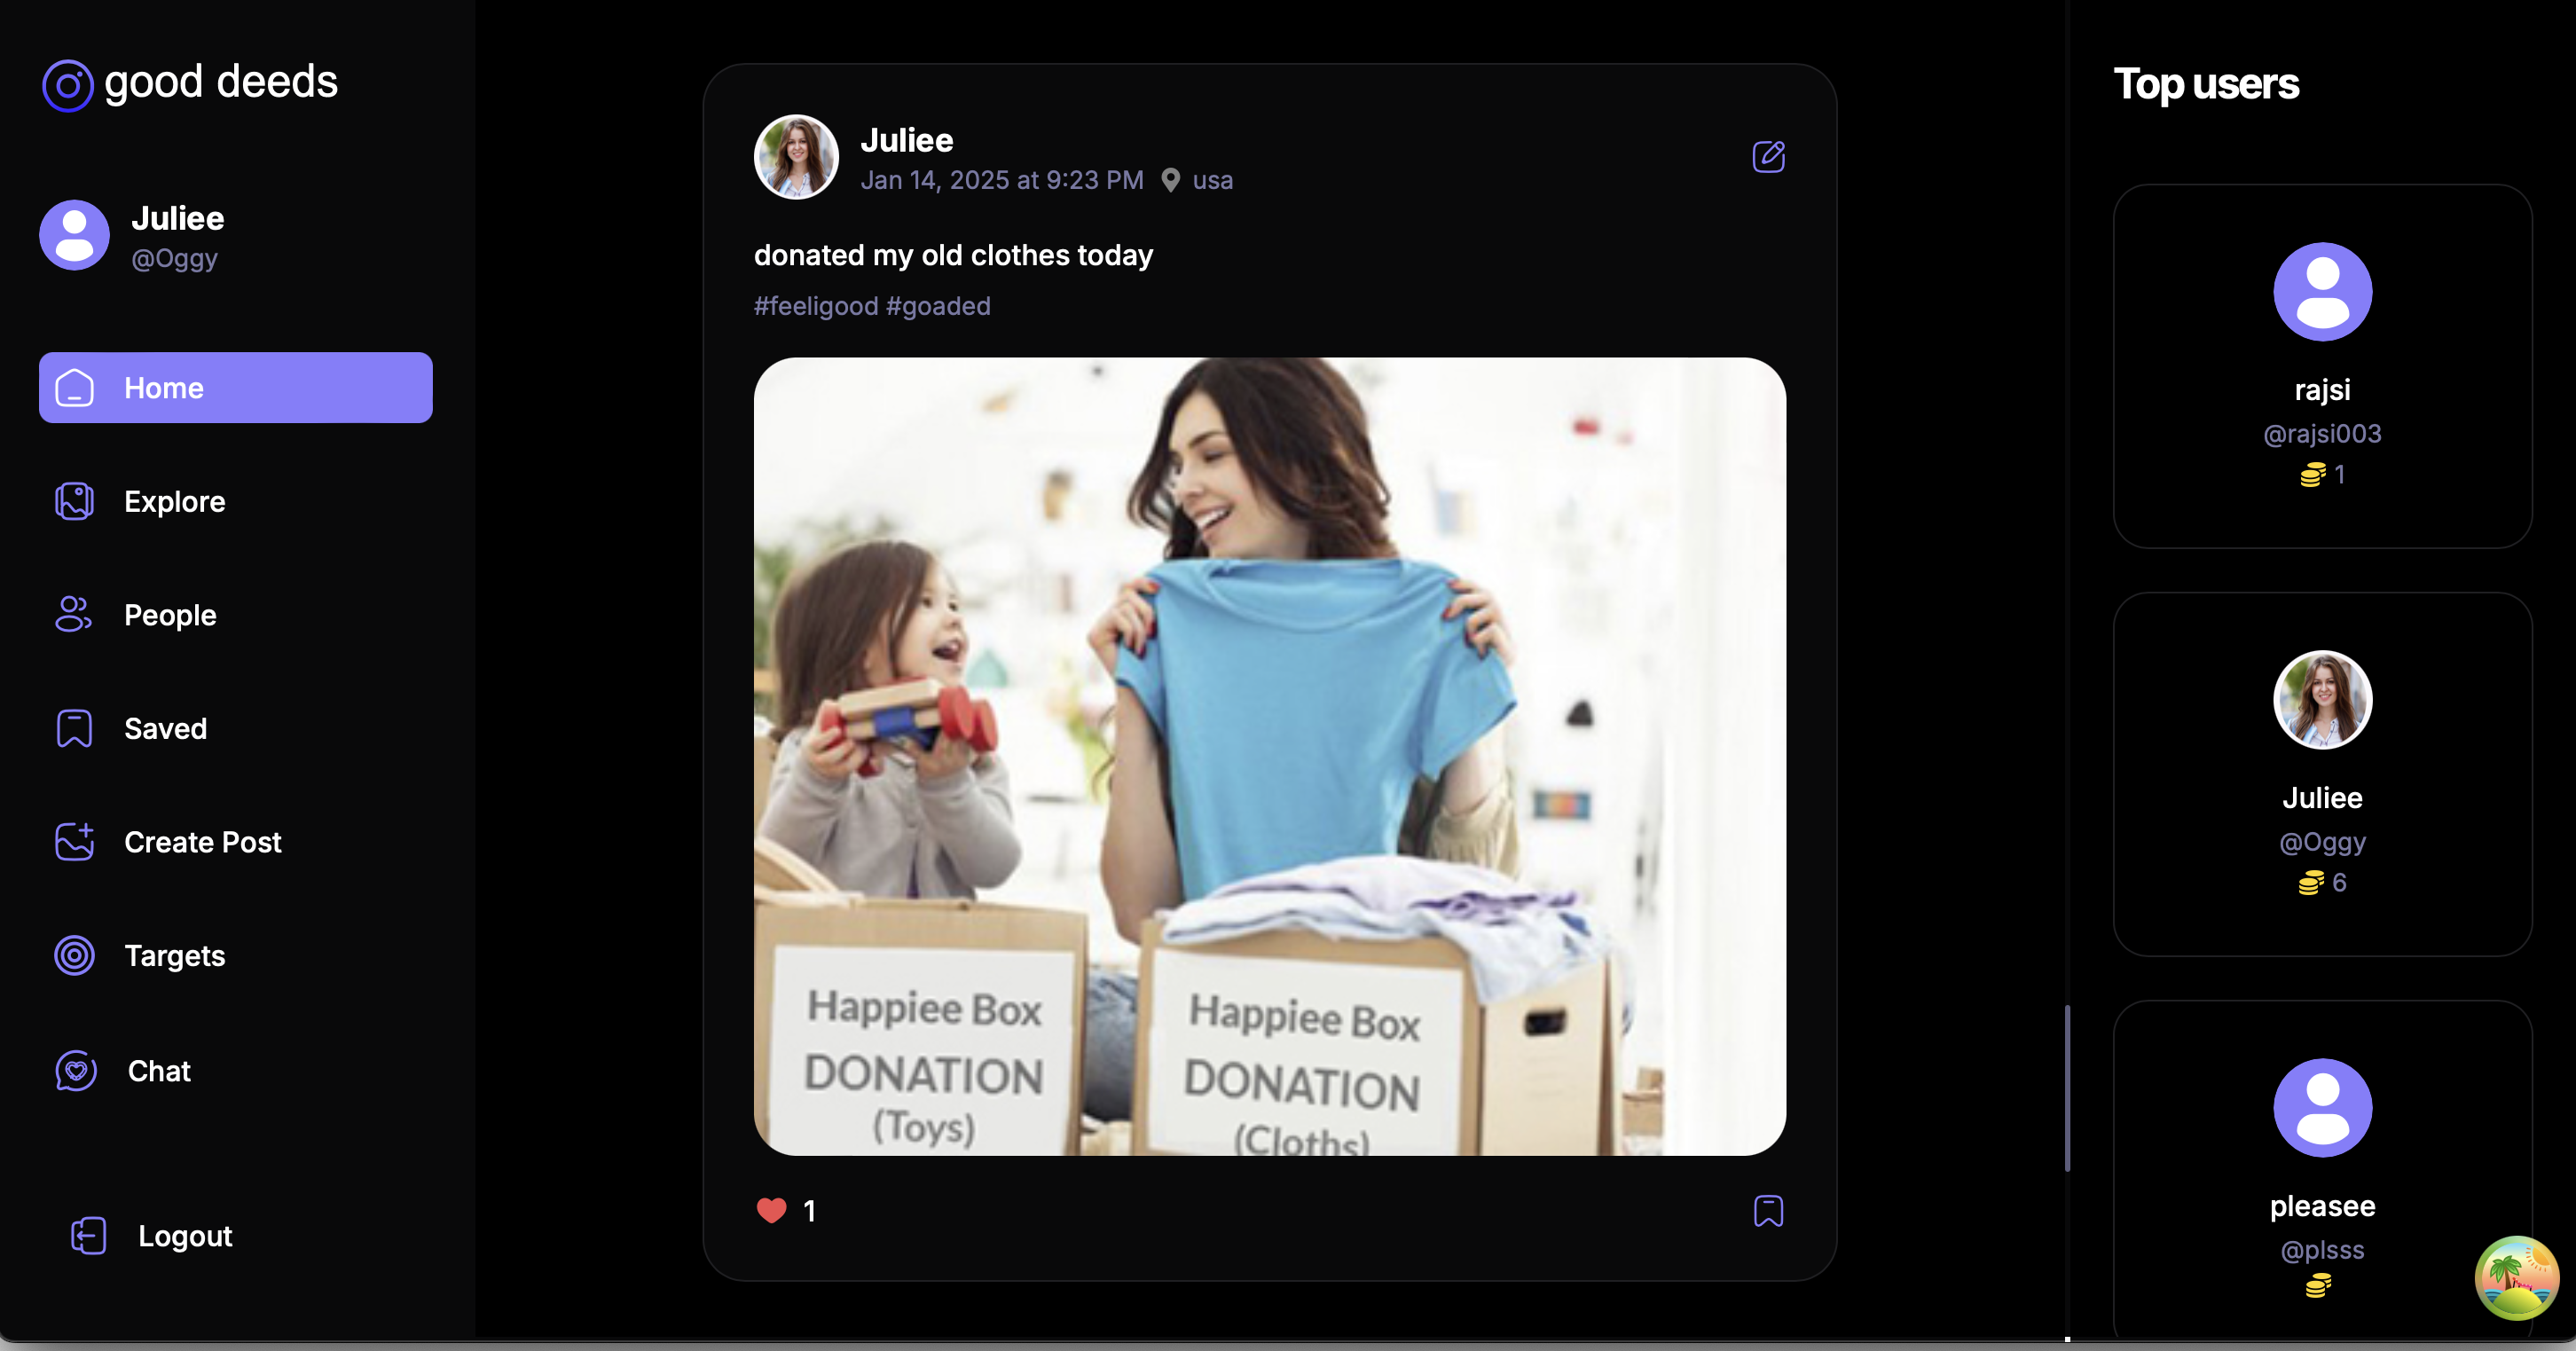 good deeds
Juliee
@Oggy
Home
Explore
People
Saved
Create Post
Targets
Chat
Logout
Juliee
Jan 14, 2025 at 9:23 PM usa
donated my old clothes today
#feeligood #goaded
Happiee Box
DONATION
(Toys)
Happiee Box
DONATION
(Cloths)
1
Top users
rajsi
@rajsi003
1
Juliee
@Oggy
6
pleasee
@plsss